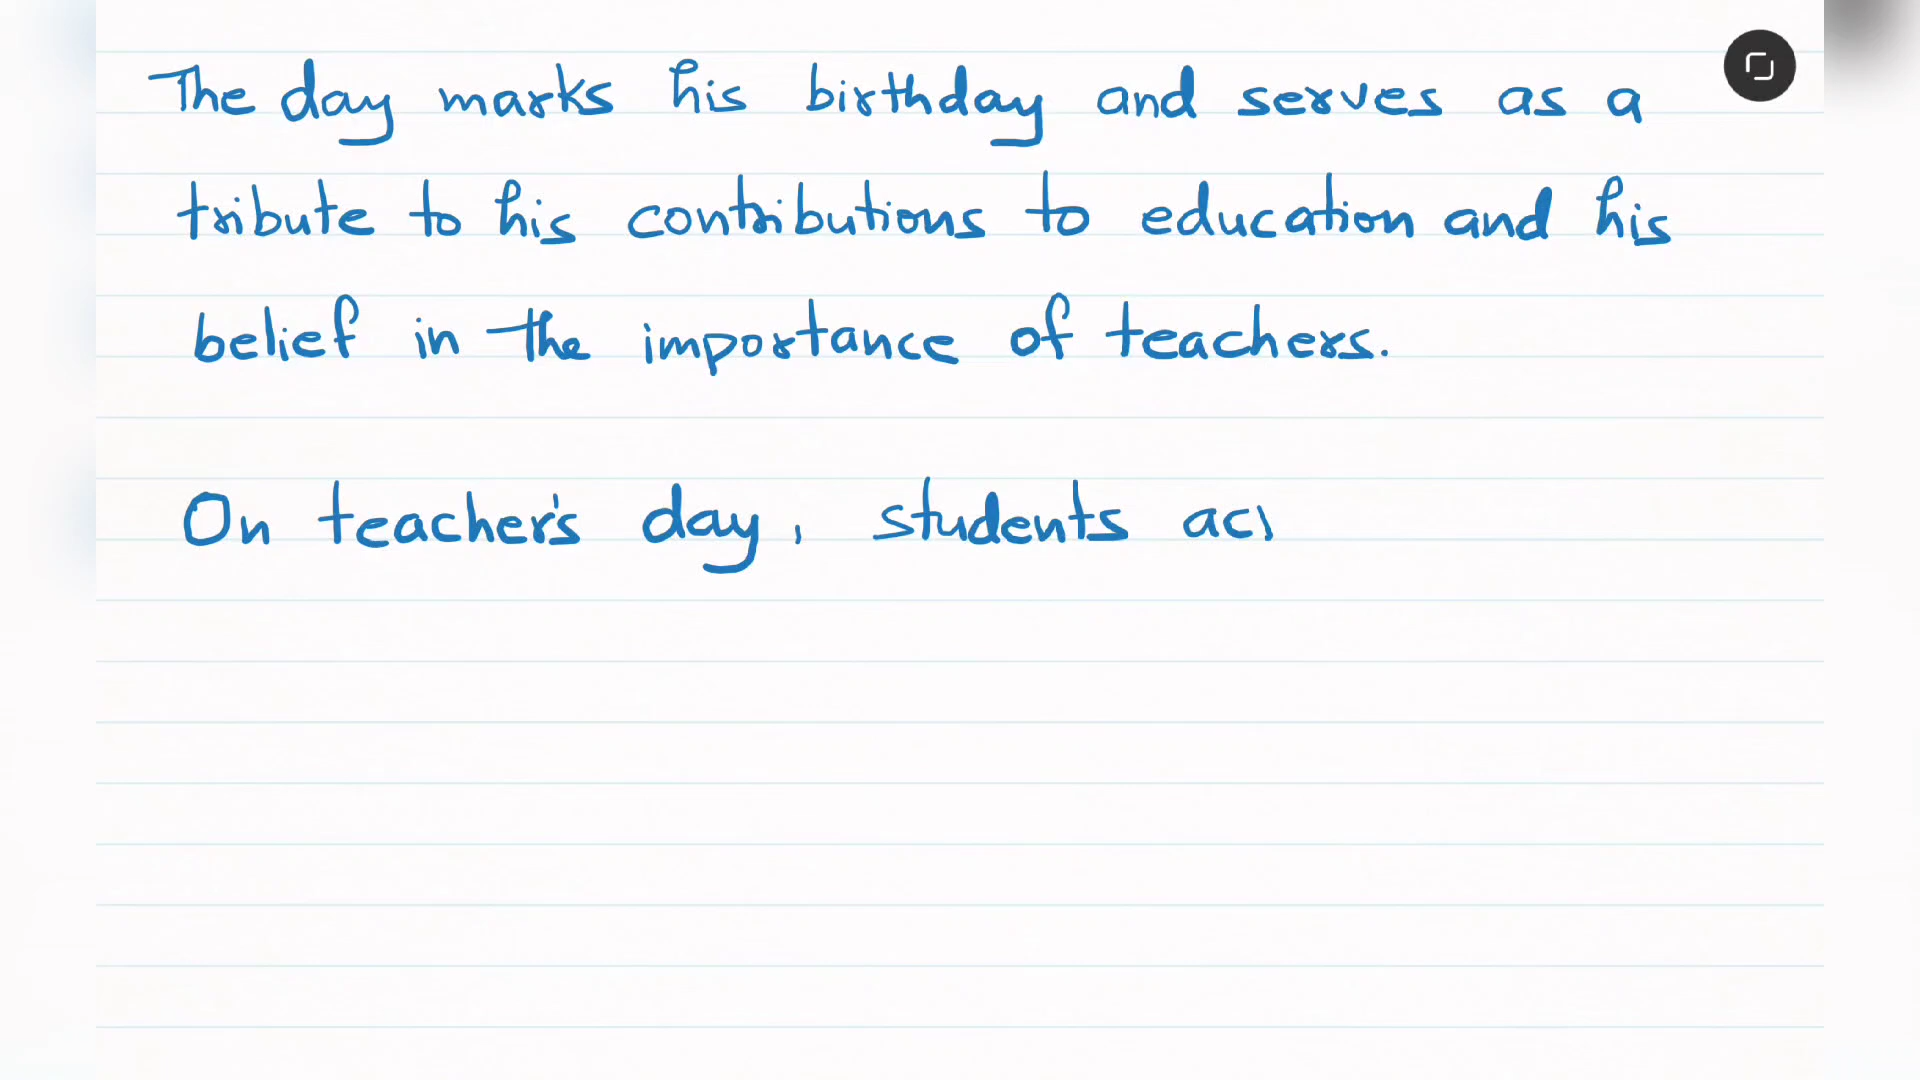 The day marks his birthday and serves as a
tribute to his contributions to education and his
belief in the importance of teachers.
On teacher's day, students